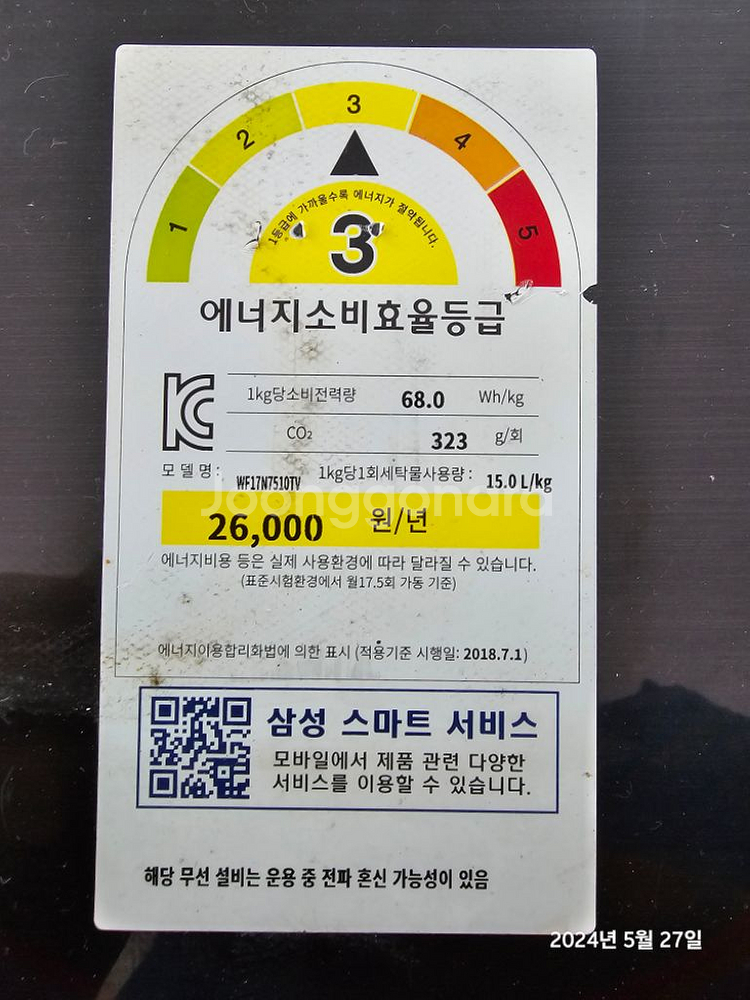 1 2 3 4 5
1등급에 가까울수록 에너지가 절약됩니다.
3
에너지소비효율등급
1kg당소비전력량 68.0 Wh/kg
CO₂ 323 g/회
모델명: WF17N7510TV 1kg당1회세탁물사용량: 15.0 L/kg
Joonggonara
26,000 원/년
에너지비용 등은 실제 사용환경에 따라 달라질 수 있습니다.
(표준시험환경에서 월17.5회 가동 기준)
에너지이용합리화법에 의한 표시 (적용기준 시행일: 2018.7.1)
삼성 스마트 서비스
모바일에서 제품 관련 다양한
서비스를 이용할 수 있습니다.
해당 무선 설비는 운용 중 전파 혼신 가능성이 있음
2024년 5월 27일